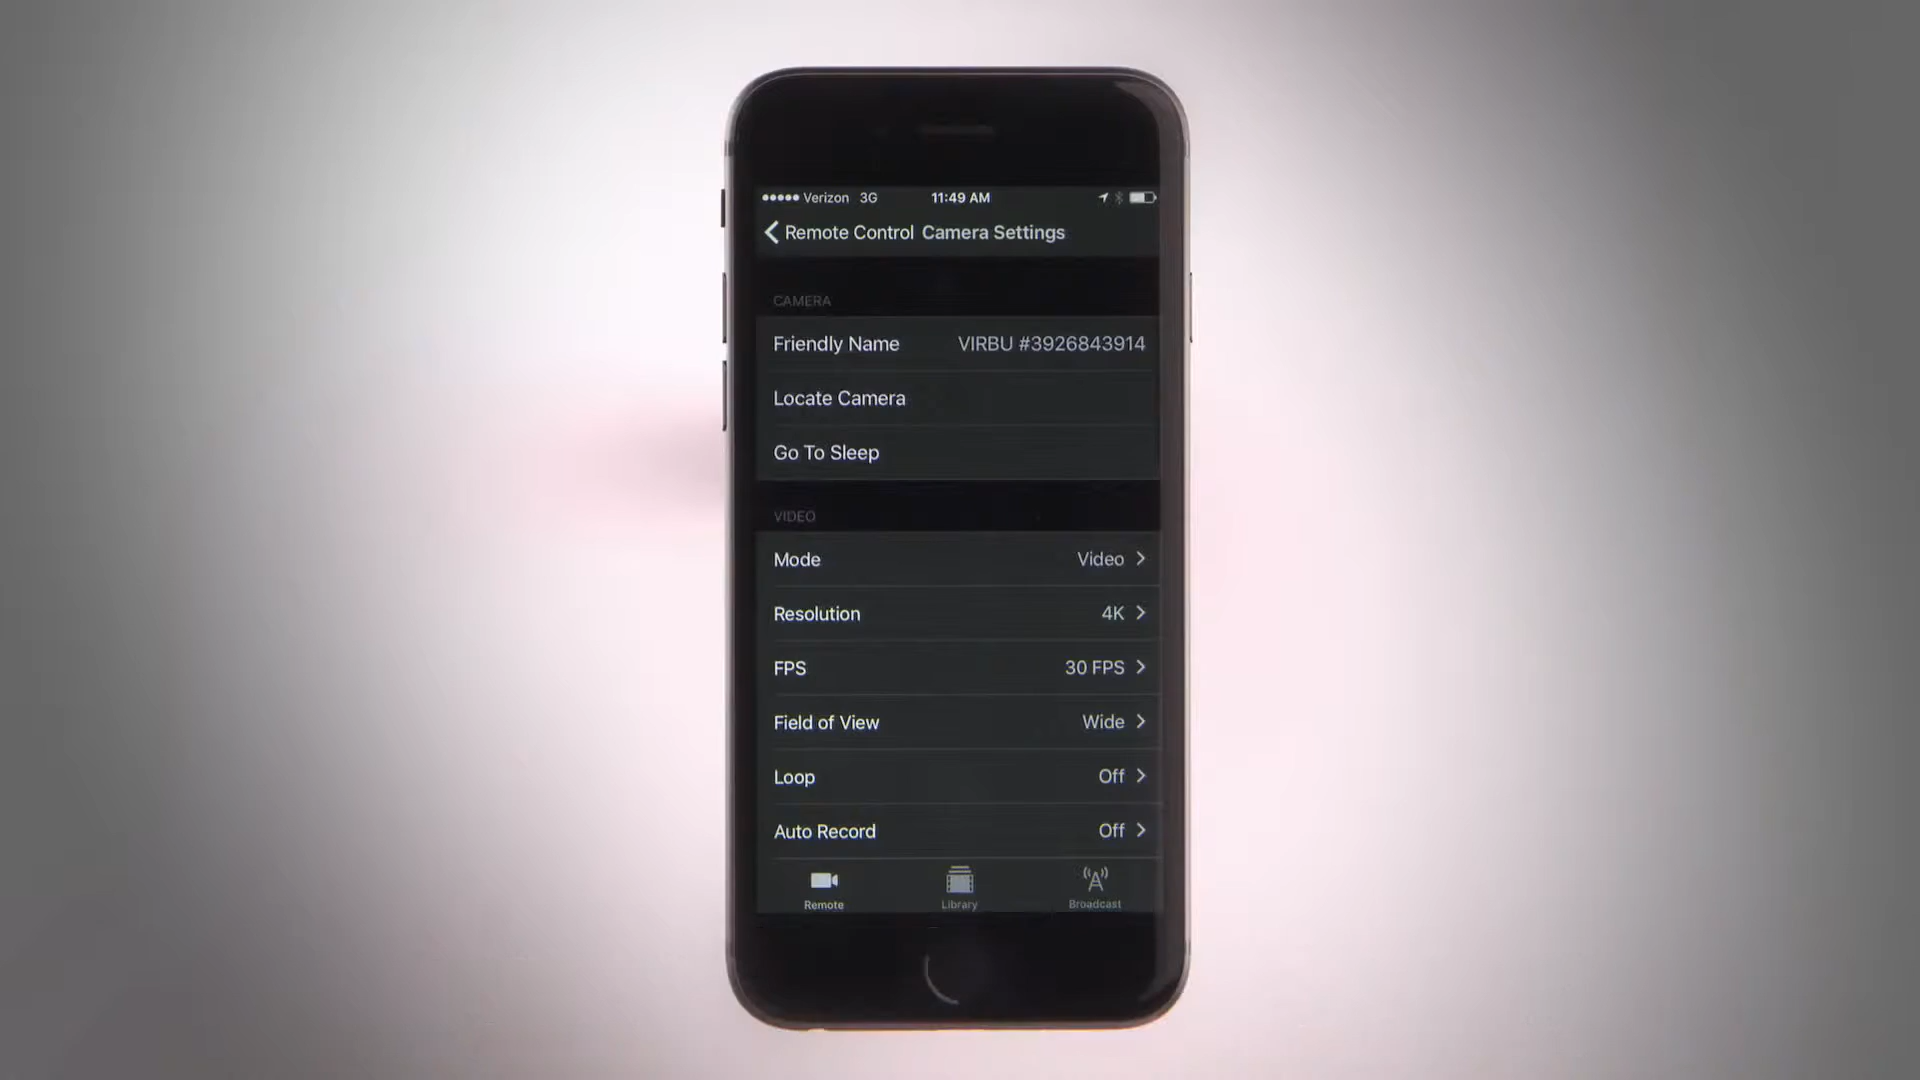 Verizon 3G 11:49 AM
Remote Control Camera Settings
CAMERA
Friendly Name VIRBU #3926843914
Locate Camera
Go To Sleep
VIDEO
Mode Video
Resolution 4K
FPS 30 FPS
Field of View Wide
Loop Off
Auto Record Off
Remote Library Broadcast